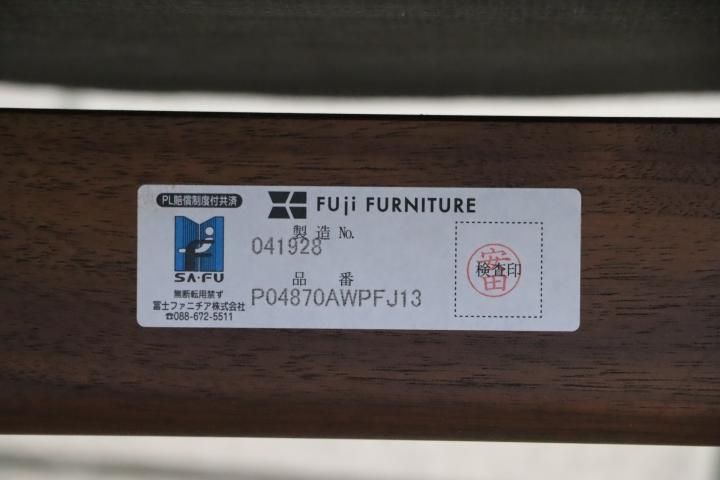 PL賠償制度付共済
SA·FU
無断転用禁ず
冨士ファニチア株式会社
☎088-672-5511
FUji FURNiTURE
製造 No.
041928
品番
P04870AWPFJ13
検査印